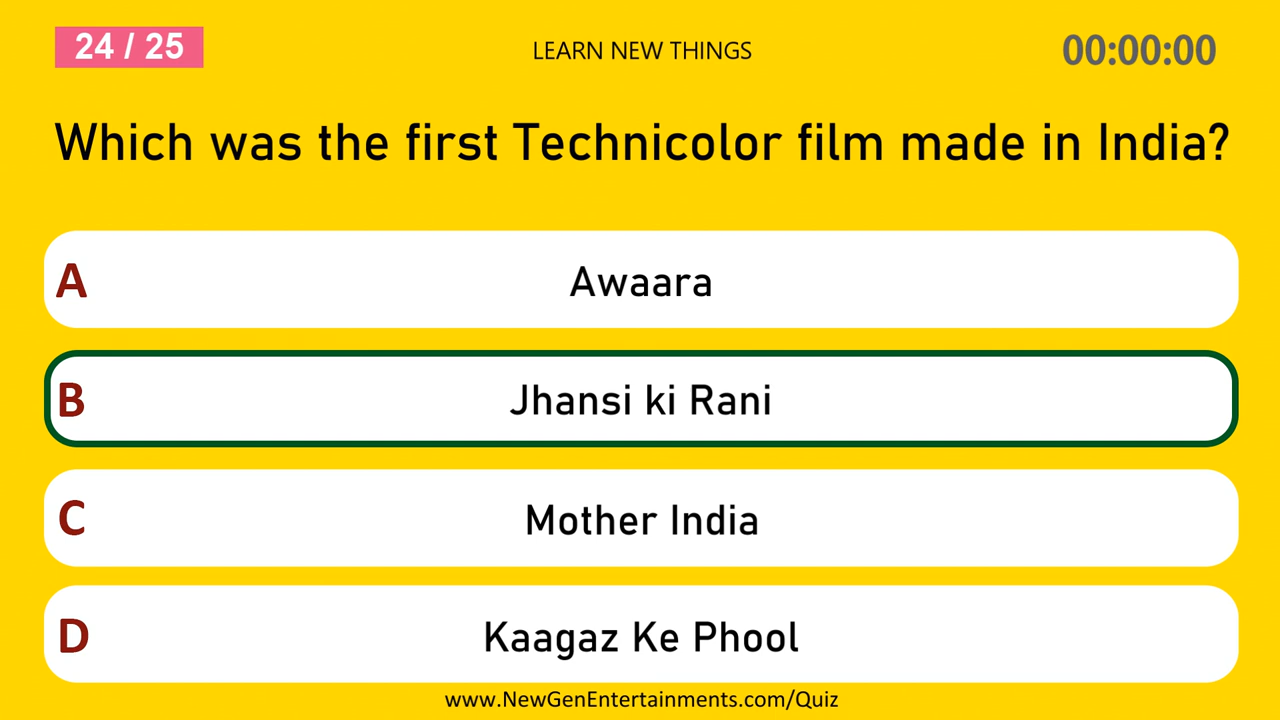 24 / 25
LEARN NEW THINGS
00:00:00
Which was the first Technicolor film made in India?
A
Awaara
B
Jhansi ki Rani
C
Mother India
D
Kaagaz Ke Phool
www.NewGenEntertainments.com/Quiz